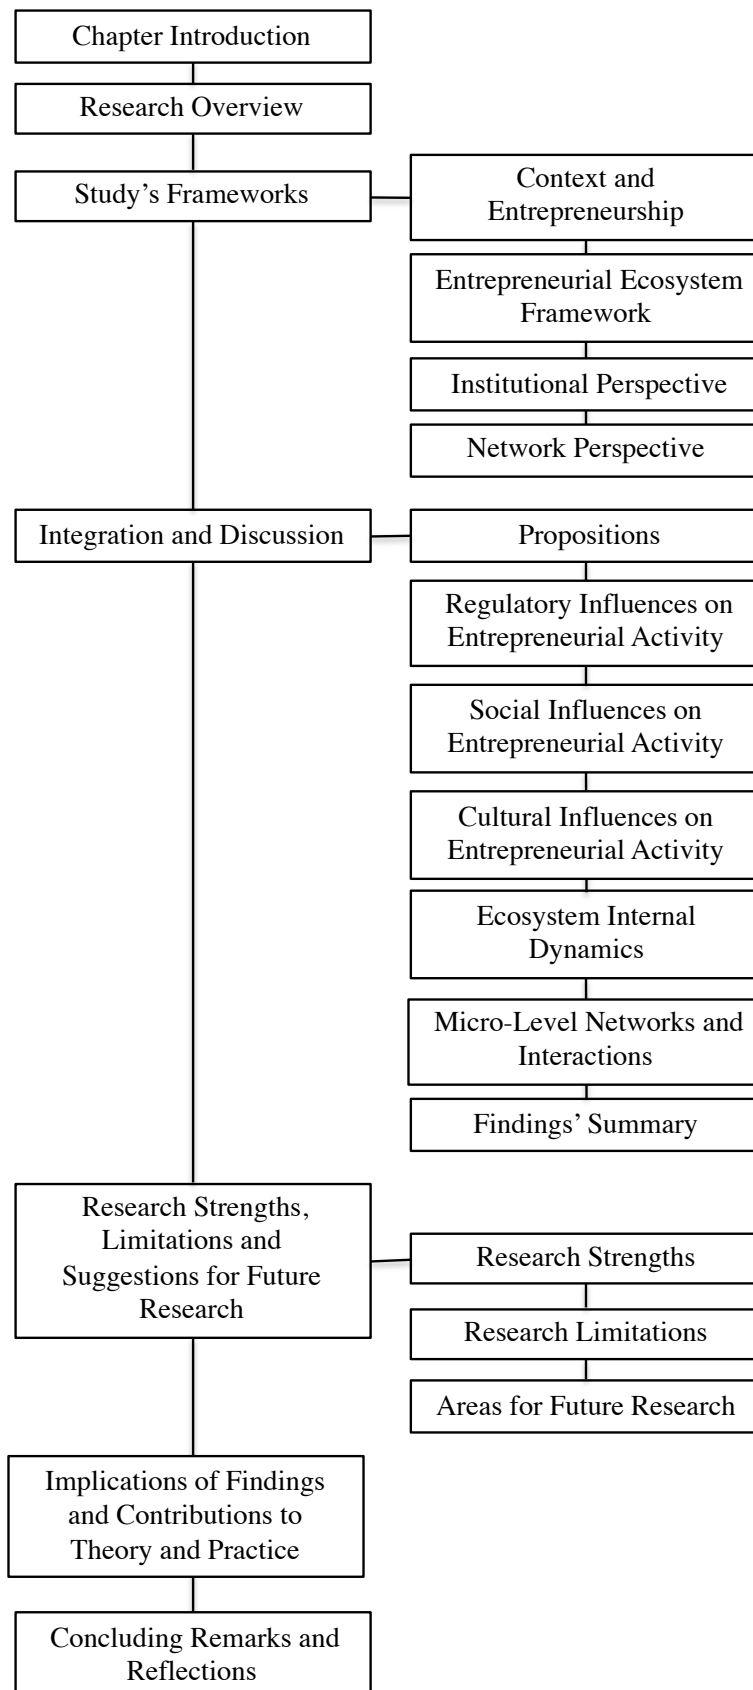 Chapter Introduction
Research Overview
Study’s Frameworks
Context and
Entrepreneurship
Entrepreneurial Ecosystem
Framework
Institutional Perspective
Network Perspective
Integration and Discussion
Propositions
Regulatory Influences on
Entrepreneurial Activity
Social Influences on
Entrepreneurial Activity
Cultural Influences on
Entrepreneurial Activity
Ecosystem Internal
Dynamics
Micro-Level Networks and
Interactions
Findings’ Summary
Research Strengths,
Limitations and
Suggestions for Future
Research
Research Strengths
Research Limitations
Areas for Future Research
Implications of Findings
and Contributions to
Theory and Practice
Concluding Remarks and
Reflections